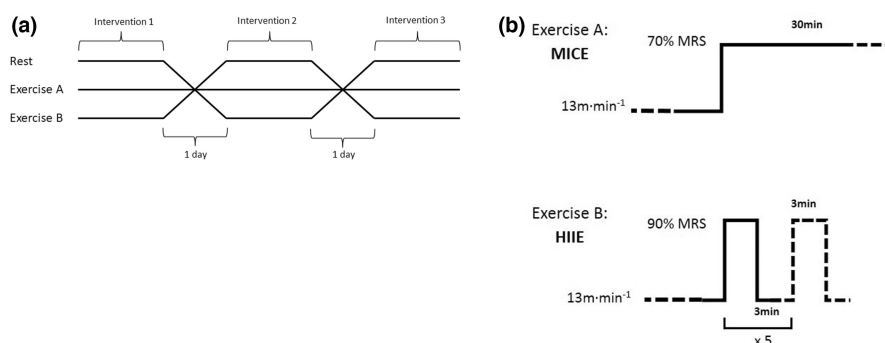 (a)
Intervention 1
Intervention 2
Intervention 3
Rest
Exercise A
Exercise B
1 day
1 day
(b)
Exercise A:
MICE
70% MRS
30min
13m·min-1
Exercise B:
HIIE
90% MRS
3min
13m·min-1
3min
x 5